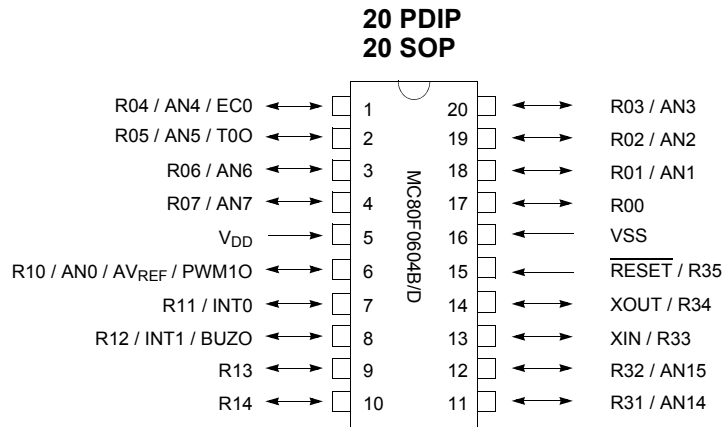 20 PDIP
20 SOP
R04 / AN4 / EC0 1 20 R03 / AN3
R05 / AN5 / T0O 2 19 R02 / AN2
R06 / AN6 3 18 R01 / AN1
R07 / AN7 4 17 R00
VDD 5 16 VSS
R10 / AN0 / AVREF / PWM1O 6 15 RESET / R35
R11 / INT0 7 14 XOUT / R34
R12 / INT1 / BUZO 8 13 XIN / R33
R13 9 12 R32 / AN15
R14 10 11 R31 / AN14
MC80F0604B/D